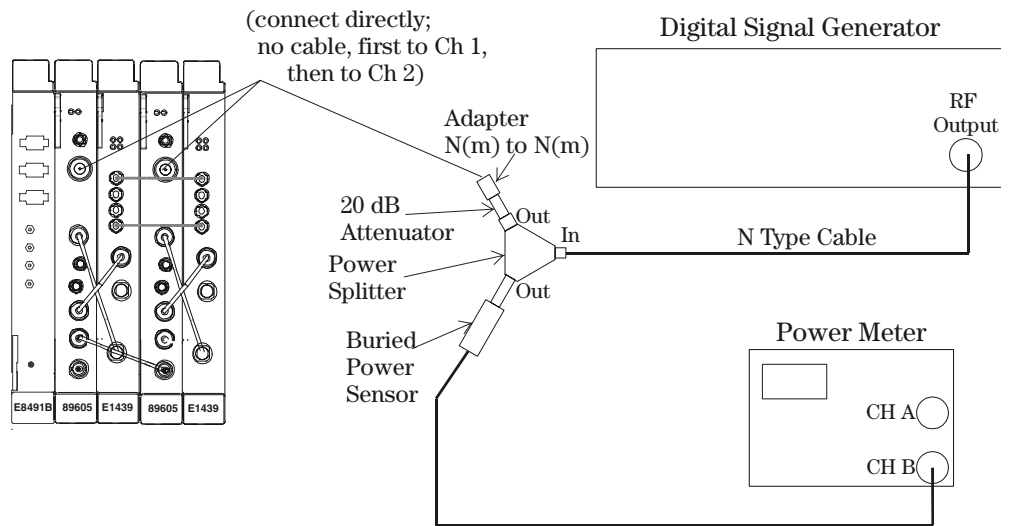 (connect directly;
no cable, first to Ch 1,
then to Ch 2)
Digital Signal Generator
RF
Output
Adapter
N(m) to N(m)
20 dB
Attenuator
Out
In
N Type Cable
Power
Splitter
Out
Buried
Power
Sensor
Power Meter
CH A
CH B
E8491B
89605
E1439
89605
E1439